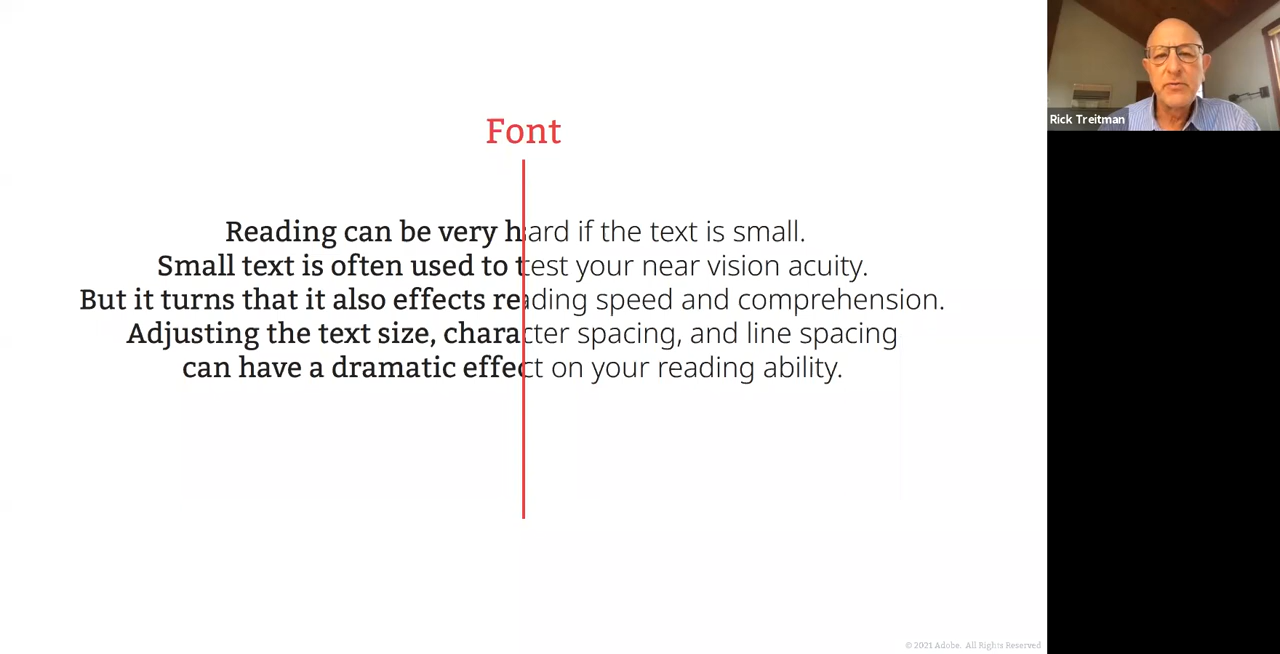 Font
Reading can be very hard if the text is small.
Small text is often used to test your near vision acuity.
But it turns that it also effects reading speed and comprehension.
Adjusting the text size, character spacing, and line spacing
can have a dramatic effect on your reading ability.
Rick Treitman
© 2021 Adobe. All Rights Reserved